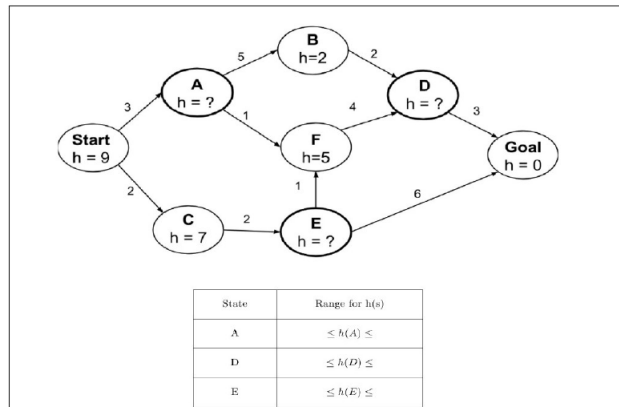 B
h=2
5
2
A
h = ?
D
h = ?
3
4
3
1
Start
h = 9
F
h=5
Goal
h = 0
2
1
6
C
h = 7
2
E
h = ?
State Range for h(s)
A ≤ h(A) ≤
D ≤ h(D) ≤
E ≤ h(E) ≤